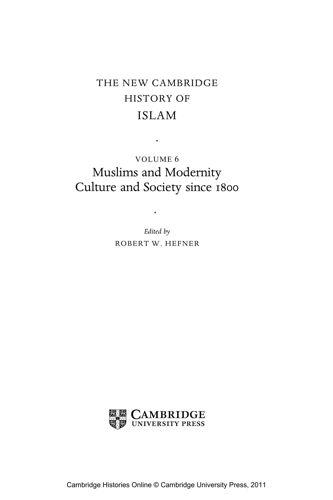 THE NEW CAMBRIDGE
HISTORY OF
ISLAM
·
VOLUME 6
Muslims and Modernity
Culture and Society since 1800
·
Edited by
ROBERT W. HEFNER
CAMBRIDGE
UNIVERSITY PRESS
Cambridge Histories Online © Cambridge University Press, 2011